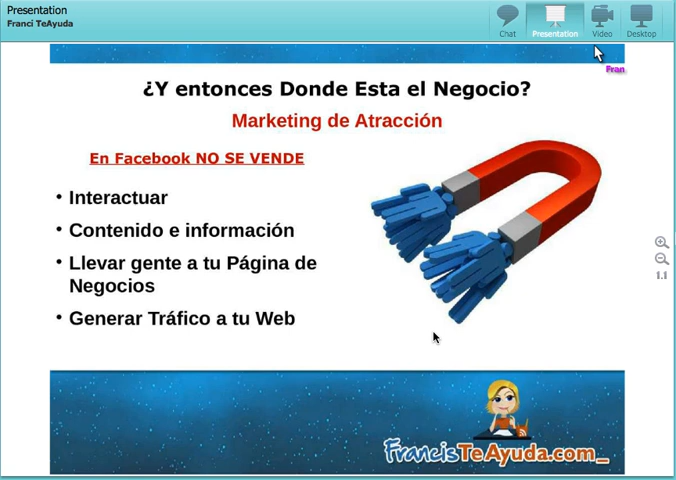 Presentation
Franci TeAyuda
Chat
Presentation
Video
Desktop
Fran
¿Y entonces Donde Esta el Negocio?
Marketing de Atracción
En Facebook NO SE VENDE
• Interactuar
• Contenido e información
• Llevar gente a tu Página de
Negocios
• Generar Tráfico a tu Web
1.1
FrancisTeAyuda.com_